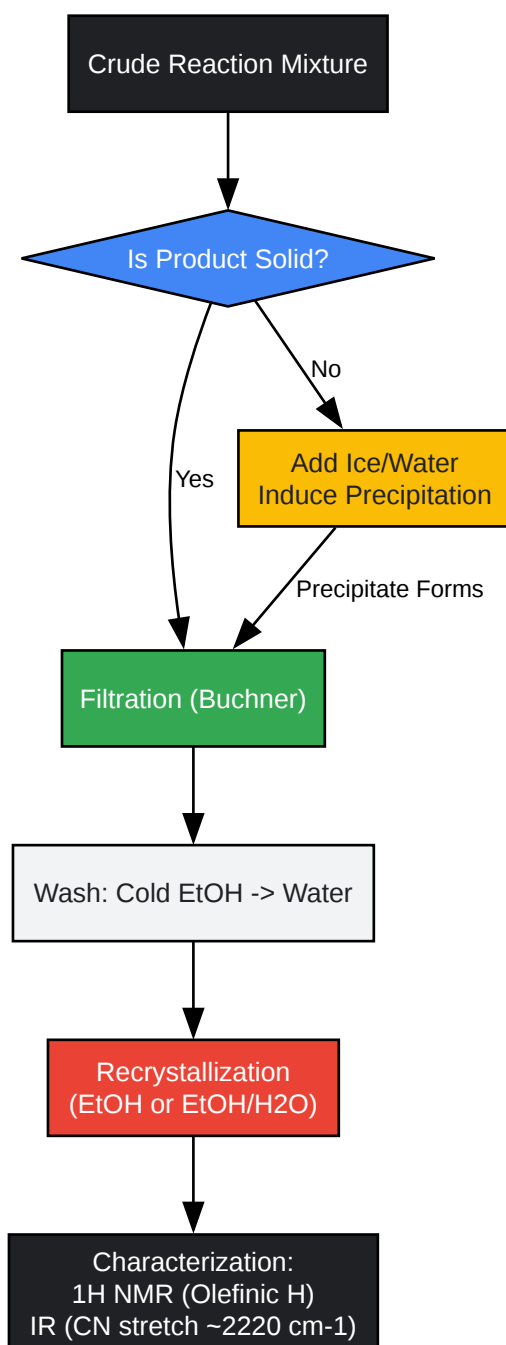 Crude Reaction Mixture
Is Product Solid?
No
Add Ice/Water
Induce Precipitation
Yes
Precipitate Forms
Filtration (Buchner)
Wash: Cold EtOH -> Water
Recrystallization
(EtOH or EtOH/H2O)
Characterization:
1H NMR (Olefinic H)
IR (CN stretch ~2220 cm-1)